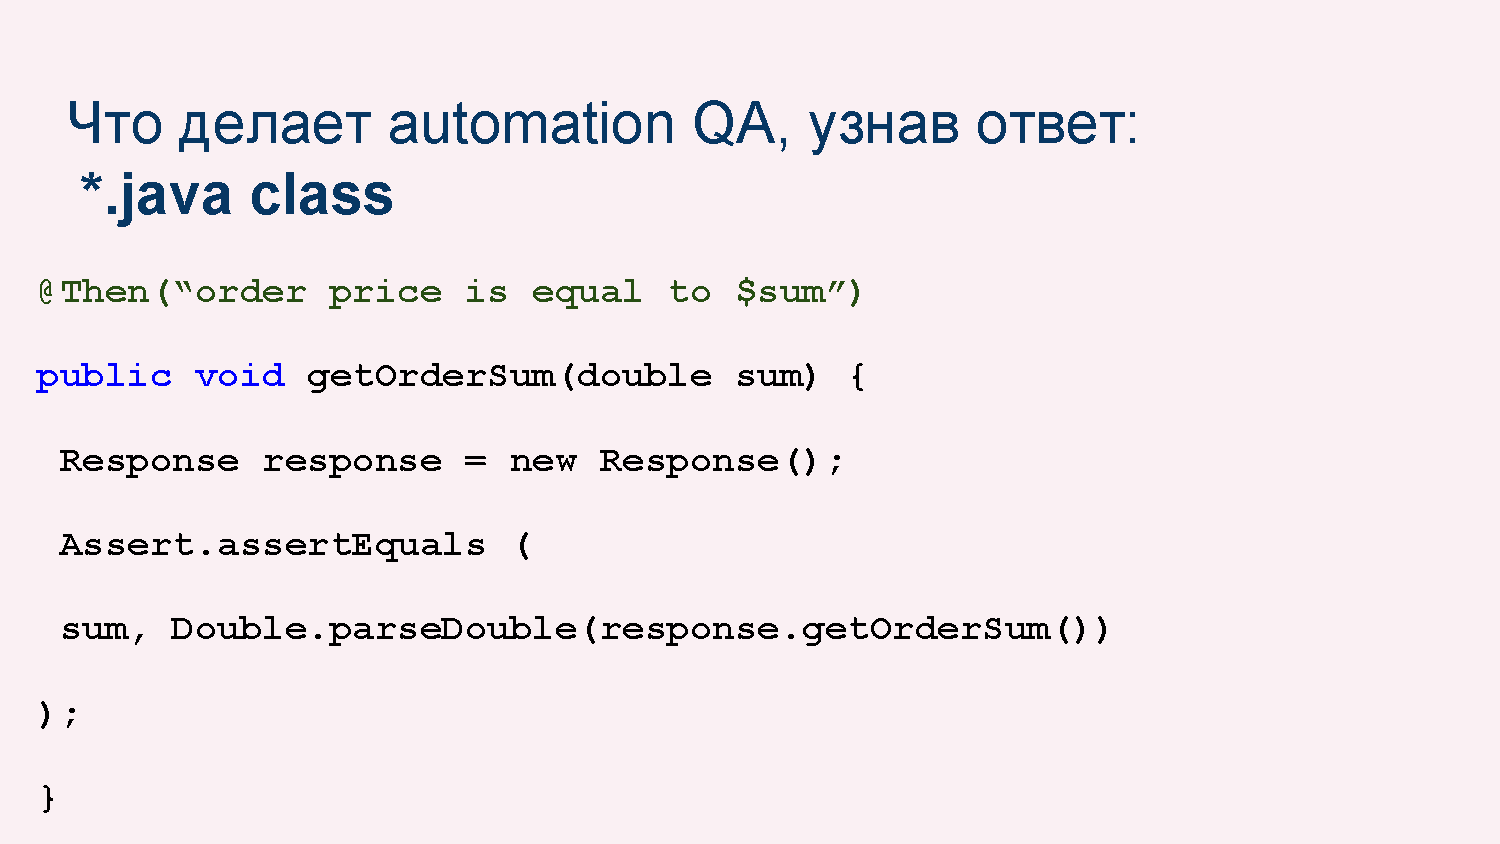 Что делает automation QA, узнав ответ:
*.java class
@Then(“order price is equal to $sum”)
public void getOrderSum(double sum) {
Response response = new Response();
Assert.assertEquals (
sum, Double.parseDouble(response.getOrderSum())
);
}